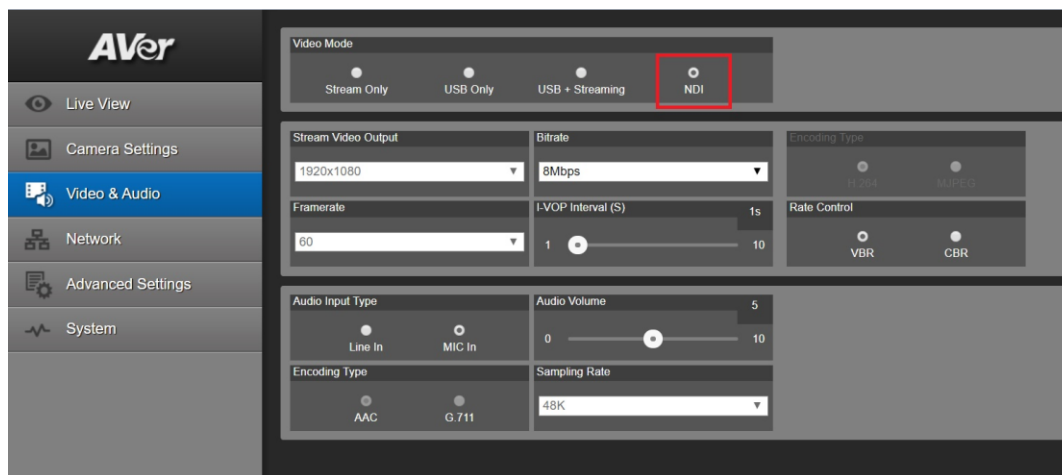 AVer
Live View
Camera Settings
Video & Audio
Network
Advanced Settings
System
Video Mode
Stream Only USB Only USB + Streaming NDI
Stream Video Output Bitrate Encoding Type
1920x1080 8Mbps
H.264 MJPEG
Framerate I-VOP Interval (S) 1s Rate Control
60 1 10
VBR CBR
Audio Input Type Audio Volume 5
0 10
Line In MIC In
Encoding Type Sampling Rate
48K
AAC G.711